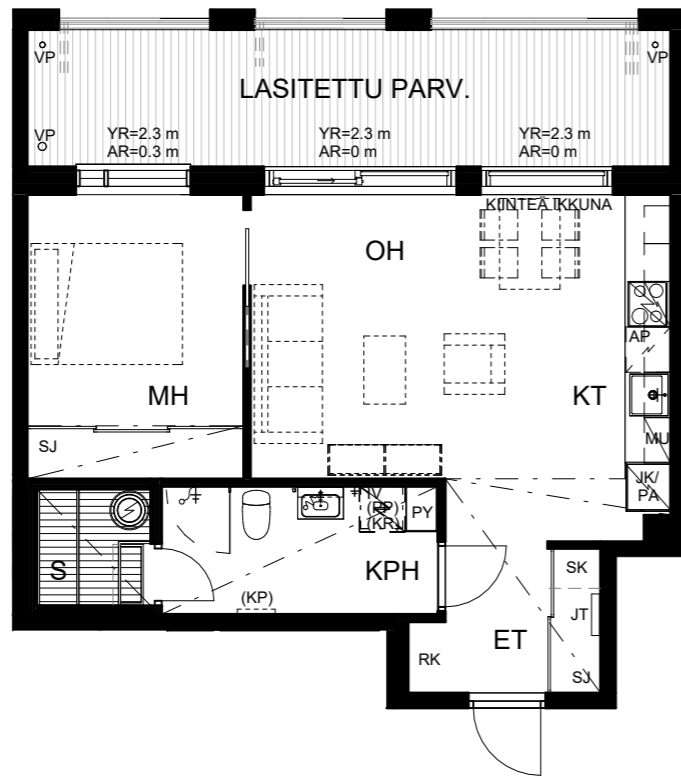 VP
VP
LASITETTU PARV.
VP
YR=2.3 m
AR=0.3 m
YR=2.3 m
AR=0 m
YR=2.3 m
AR=0 m
KIINTEÄ IKKUNA
OH
AP
MH
KT
SJ
MU
JK/
PA
IV
(PP)
(KR)
PY
S
KPH
(KP)
SK
JT
ET
RK
SJ